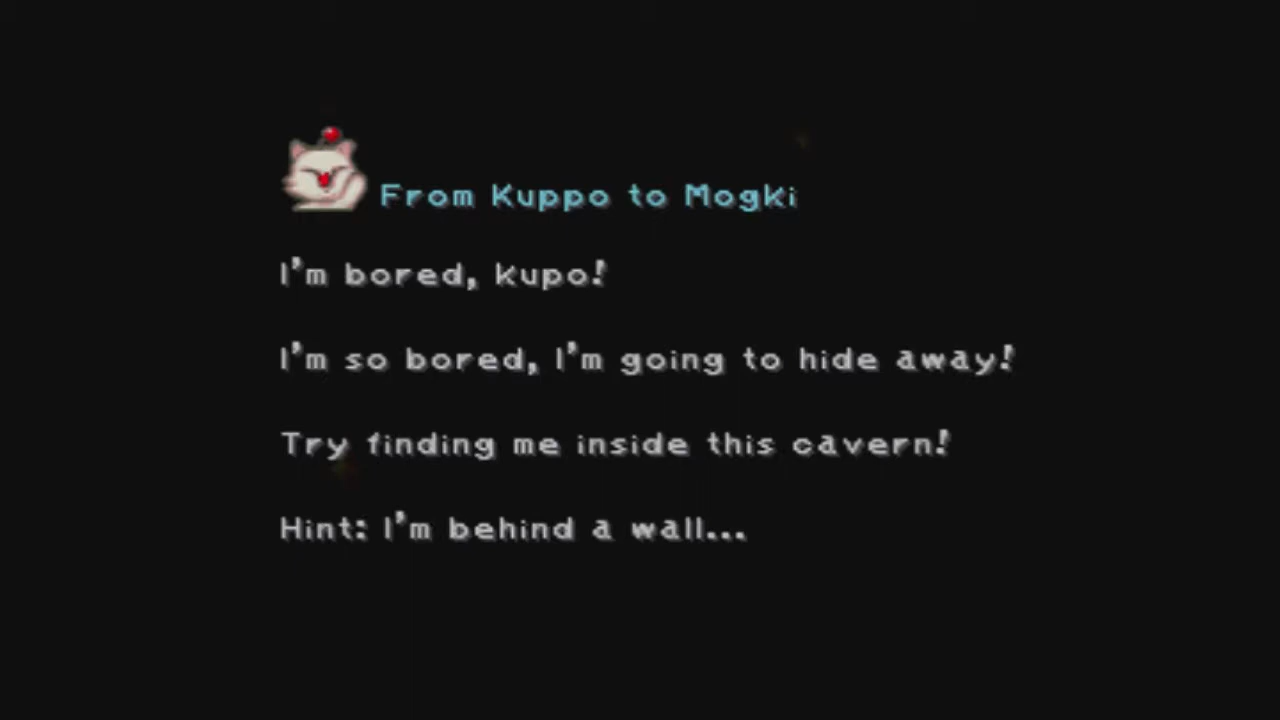 From Kuppo to Mogki
I'm bored, kupo!
I'm so bored, I'm going to hide away!
Try finding me inside this cavern!
Hint: I'm behind a wall...